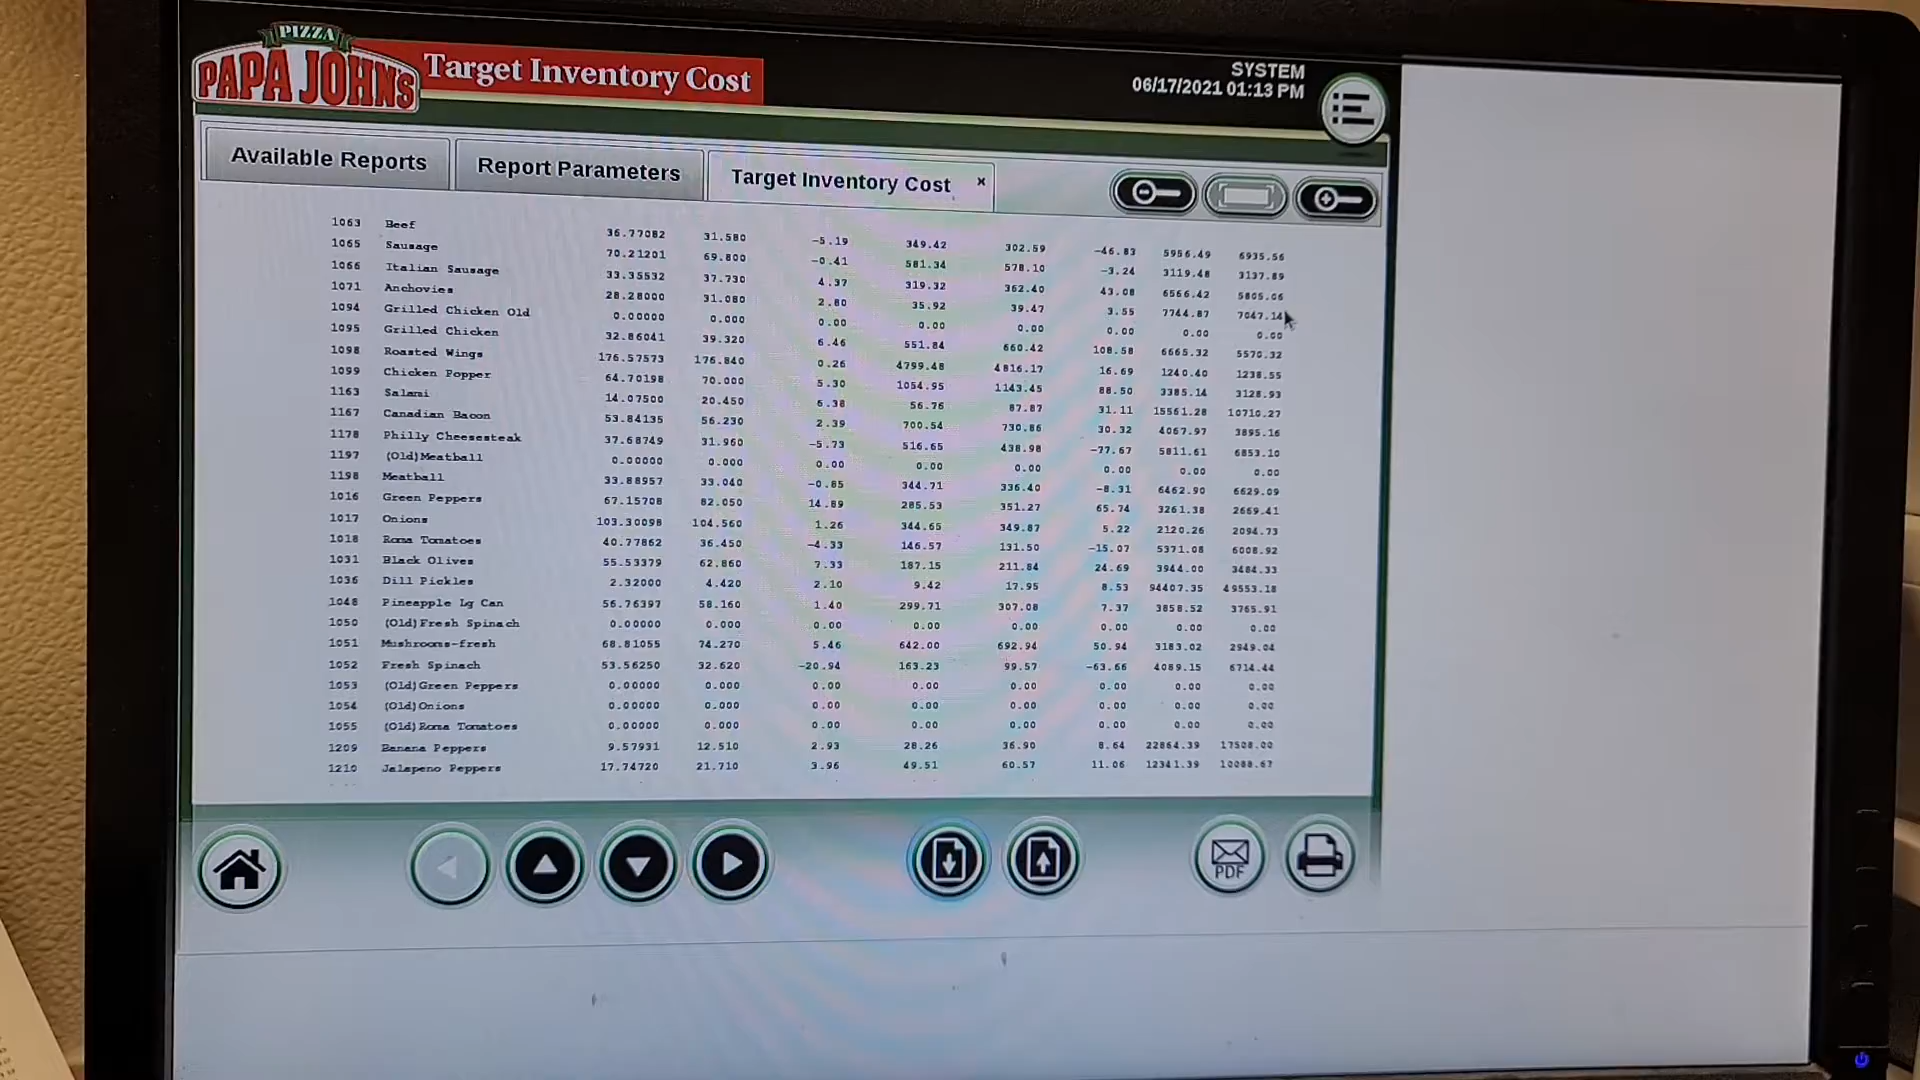 PIZZA
PAPA JOHNS
Target Inventory Cost
SYSTEM
06/17/2021 01:13 PM
Available Reports
Report Parameters
Target Inventory Cost ×
1063 Beef 36.77082 31.580 -5.19 349.42 302.59 -46.83 5956.49 6935.56
1065 Sausage 70.21201 69.800 -0.41 581.34 578.10 -3.24 3119.48 3137.89
1066 Italian Sausage 33.35532 37.730 4.37 319.32 362.40 43.08 6566.42 5805.06
1071 Anchovies 28.28000 31.080 2.80 35.92 39.47 3.55 7744.87 7047.14
1094 Grilled Chicken Old 0.00000 0.000 0.00 0.00 0.00 0.00 0.00 0.00
1095 Grilled Chicken 32.86041 39.320 6.46 551.84 660.42 108.58 6665.32 5570.32
1098 Roasted Wings 176.57573 176.840 0.26 4799.48 4816.17 16.69 1240.40 1238.55
1099 Chicken Popper 64.70198 70.000 5.30 1054.95 1143.45 88.50 3385.14 3128.93
1163 Salami 14.07500 20.450 6.38 56.76 87.87 31.11 15561.28 10710.27
1167 Canadian Bacon 53.84135 56.230 2.39 700.54 730.86 30.32 4067.97 3895.16
1178 Philly Cheesesteak 37.68749 31.960 -5.73 516.65 438.98 -77.67 5811.61 6853.10
1197 (Old)Meatball 0.00000 0.000 0.00 0.00 0.00 0.00 0.00 0.00
1198 Meatball 33.88957 33.040 -0.85 344.71 336.40 -8.31 6462.90 6629.09
1016 Green Peppers 67.15708 82.050 14.89 285.53 351.27 65.74 3261.38 2669.41
1017 Onions 103.30098 104.560 1.26 344.65 349.87 5.22 2120.26 2094.73
1018 Roma Tomatoes 40.77862 36.450 -4.33 146.57 131.50 -15.07 5371.08 6008.92
1031 Black Olives 55.53379 62.860 7.33 187.15 211.84 24.69 3944.00 3484.33
1036 Dill Pickles 2.32000 4.420 2.10 9.42 17.95 8.53 94407.35 49553.18
1048 Pineapple Lg Can 56.76397 58.160 1.40 299.71 307.08 7.37 3858.52 3765.91
1050 (Old)Fresh Spinach 0.00000 0.000 0.00 0.00 0.00 0.00 0.00 0.00
1051 Mushrooms-fresh 68.81055 74.270 5.46 642.00 692.94 50.94 3183.02 2949.04
1052 Fresh Spinach 53.56250 32.620 -20.94 163.23 99.57 -63.66 4089.15 6714.44
1053 (Old)Green Peppers 0.00000 0.000 0.00 0.00 0.00 0.00 0.00 0.00
1054 (Old)Onions 0.00000 0.000 0.00 0.00 0.00 0.00 0.00 0.00
1055 (Old)Roma Tomatoes 0.00000 0.000 0.00 0.00 0.00 0.00 0.00 0.00
1209 Banana Peppers 9.57931 12.510 2.93 28.26 36.90 8.64 22864.39 17508.00
1210 Jalapeno Peppers 17.74720 21.710 3.96 49.51 60.57 11.06 12341.39 10088.67
PDF